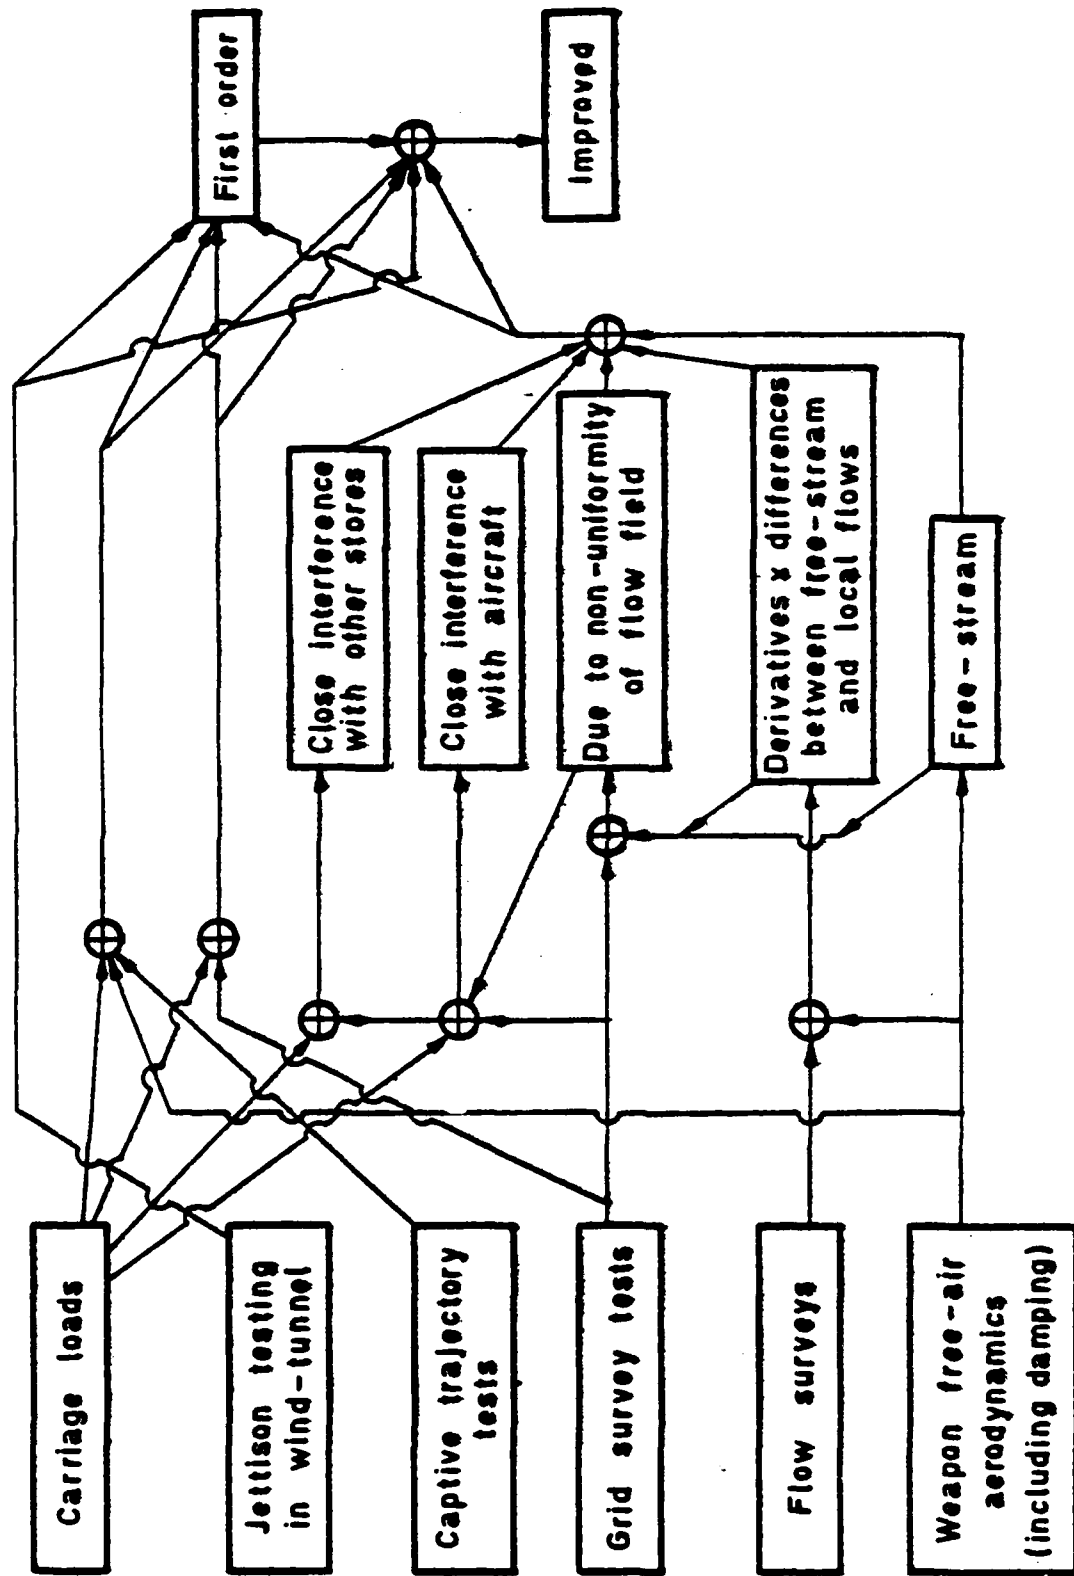 Carriage loads
Jettison testing
in wind-tunnel
Captive trajectory
tests
Grid survey tests
Flow surveys
Weapon free-air
aerodynamics
(including damping)
Close interference
with other stores
Close interference
with aircraft
Due to non-uniformity
of flow field
Derivatives x differences
between free-stream
and local flows
Free-stream
First order
Improved